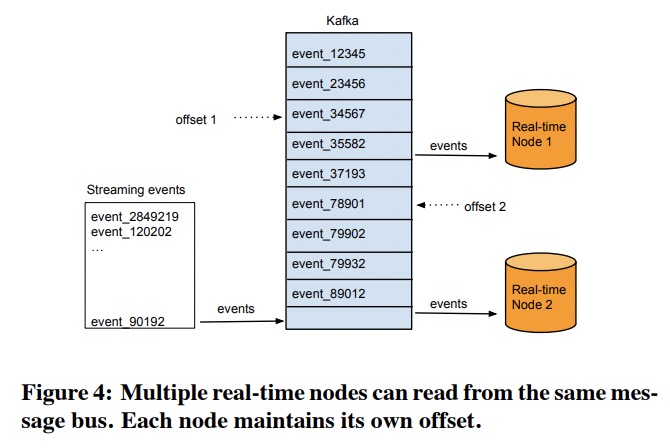 Kafka
event_12345
event_23456
offset 1
event_34567
event_35582
events
Real-time
Node 1
event_37193
Streaming events
event_78901
offset 2
event_2849219
event_120202
...
event_79902
event_79932
event_89012
Real-time
Node 2
event_90192
events
events
Figure 4: Multiple real-time nodes can read from the same mes-
sage bus. Each node maintains its own offset.